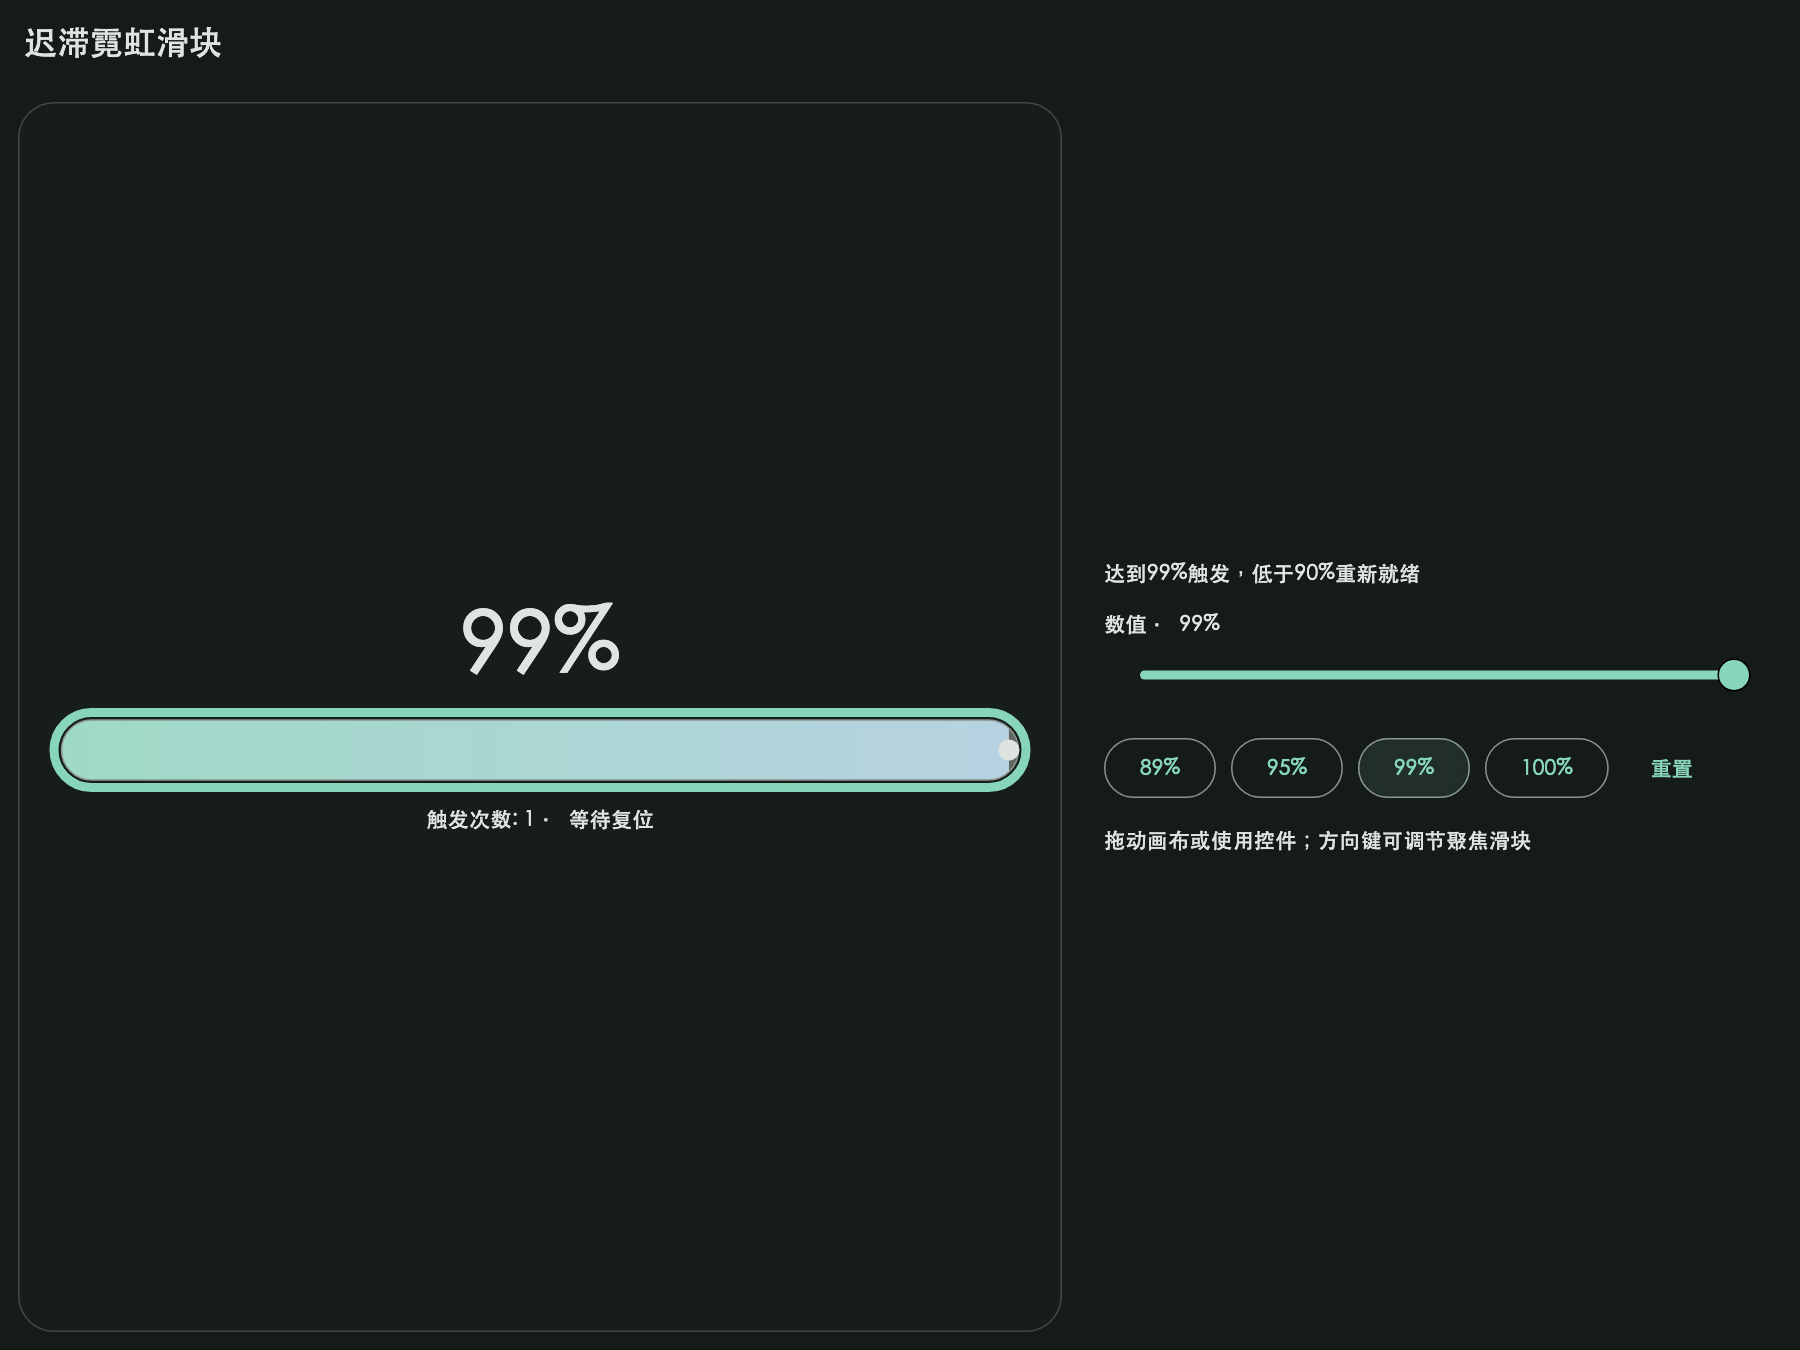 迟滞霓虹滑块
99%
触发次数: 1 · 等待复位
达到99%触发，低于90%重新就绪
数值 · 99%
89% 95% 99% 100% 重置
拖动画布或使用控件；方向键可调节聚焦滑块